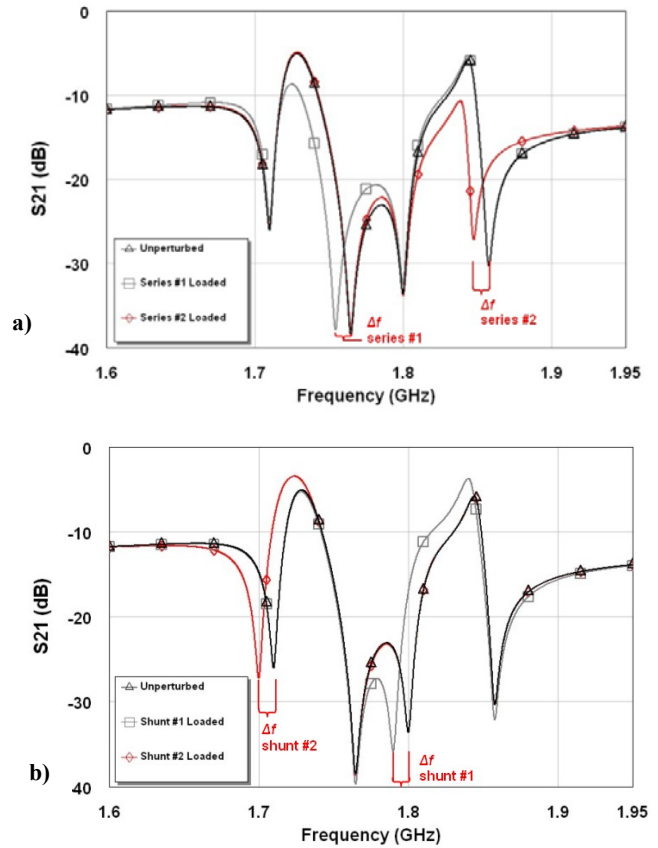 0
-10
-20
-30
-40
S21 (dB)
Unperturbed
Series #1 Loaded
Series #2 Loaded
Δf
series #1
Δf
series #2
a)
1.6
1.7
1.8
1.9
1.95
Frequency (GHz)
0
-10
-20
-30
40
S21 (dB)
Unperturbed
Shunt #1 Loaded
Shunt #2 Loaded
Δf
shunt #2
Δf
shunt #1
b)
1.6
1.7
1.8
1.9
1.95
Frequency (GHz)